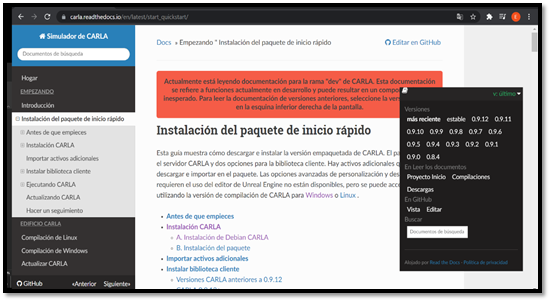 carla.readthedocs.io/en/latest/start_quickstart/
Simulador de CARLA
Documentos de búsqueda
Hogar
EMPEZANDO
Introducción
Instalación del paquete de inicio rápido
Antes de que empieces
Instalación CARLA
Importar activos adicionales
Instalar biblioteca cliente
Ejecutando CARLA
Actualizando CARLA
Hacer un seguimiento
EDIFICIO CARLA
Compilación de Linux
Compilación de Windows
Actualizar CARLA
GitHub «Anterior Siguiente»
Docs » Empezando " Instalación del paquete de inicio rápido
Editar en GitHub
Actualmente está leyendo documentación para la rama "dev" de CARLA. Esta documentación
se refiere a funciones actualmente en desarrollo y puede resultar en un
inesperado. Para leer la documentación de versiones anteriores, seleccione la
en la esquina inferior derecha de la pantalla.
Instalación del paquete de inicio rápido
Esta guía muestra cómo descargar e instalar la versión empaquetada de CARLA. El
el servidor CARLA y dos opciones para la biblioteca cliente. Hay activos adicionales
descargar e importar en el paquete. Las opciones avanzadas de personalización y
requieren el uso del editor de Unreal Engine no están disponibles, pero se puede
utilizando la versión de compilación de CARLA para Windows o Linux .
Antes de que empieces
Instalación CARLA
A. Instalación de Debian CARLA
B. Instalación del paquete
Importar activos adicionales
Instalar biblioteca cliente
CARLA versiones anteriores a 0.9.12
v: último
Versiones
más reciente estable 0.9.12 0.9.11
0.9.10 0.9.9 0.9.8 0.9.7 0.9.6
0.9.5 0.9.4 0.9.3 0.9.2 0.9.1
0.9.0 0.8.4
En Leer los documentos
Proyecto Inicio Compilaciones
Descargas
En GitHub
Vista Editar
Buscar
Documentos de búsqueda
Alojado por Read the Docs · Política de privacidad